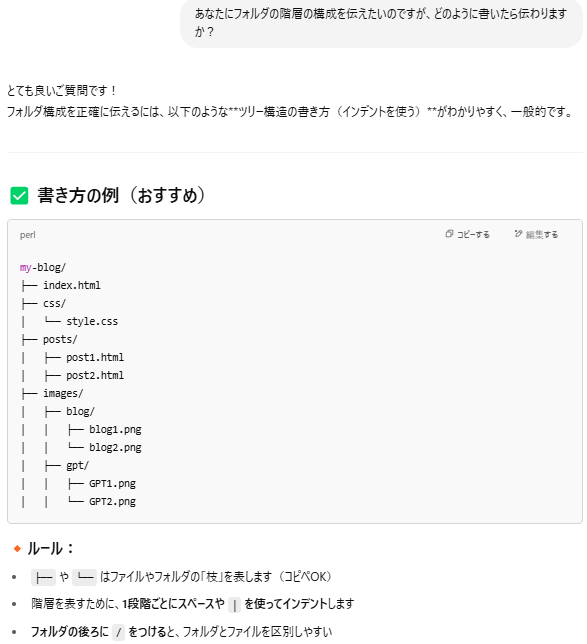 あなたにフォルダの階層の構成を伝えたいのですが、どのように書いたら伝わります
か？
とても良いご質問です！
フォルダ構成を正確に伝えるには、以下のような**ツリー構造の書き方（インデントを使う）**がわかりやすく、一般的です。
✅ 書き方の例（おすすめ）
perl コピーする 編集する
my-blog/
├── index.html
├── css/
│   └── style.css
├── posts/
│   ├── post1.html
│   ├── post2.html
├── images/
│   ├── blog/
│   │   ├── blog1.png
│   │   └── blog2.png
│   ├── gpt/
│   │   ├── GPT1.png
│   │   └── GPT2.png
🔸 ルール：
• ├── や └── はファイルやフォルダの「枝」を表します（コピペOK）
• 階層を表すために、1段階ごとにスペースや | を使ってインデントします
• フォルダの後ろに / をつけると、フォルダとファイルを区別しやすい